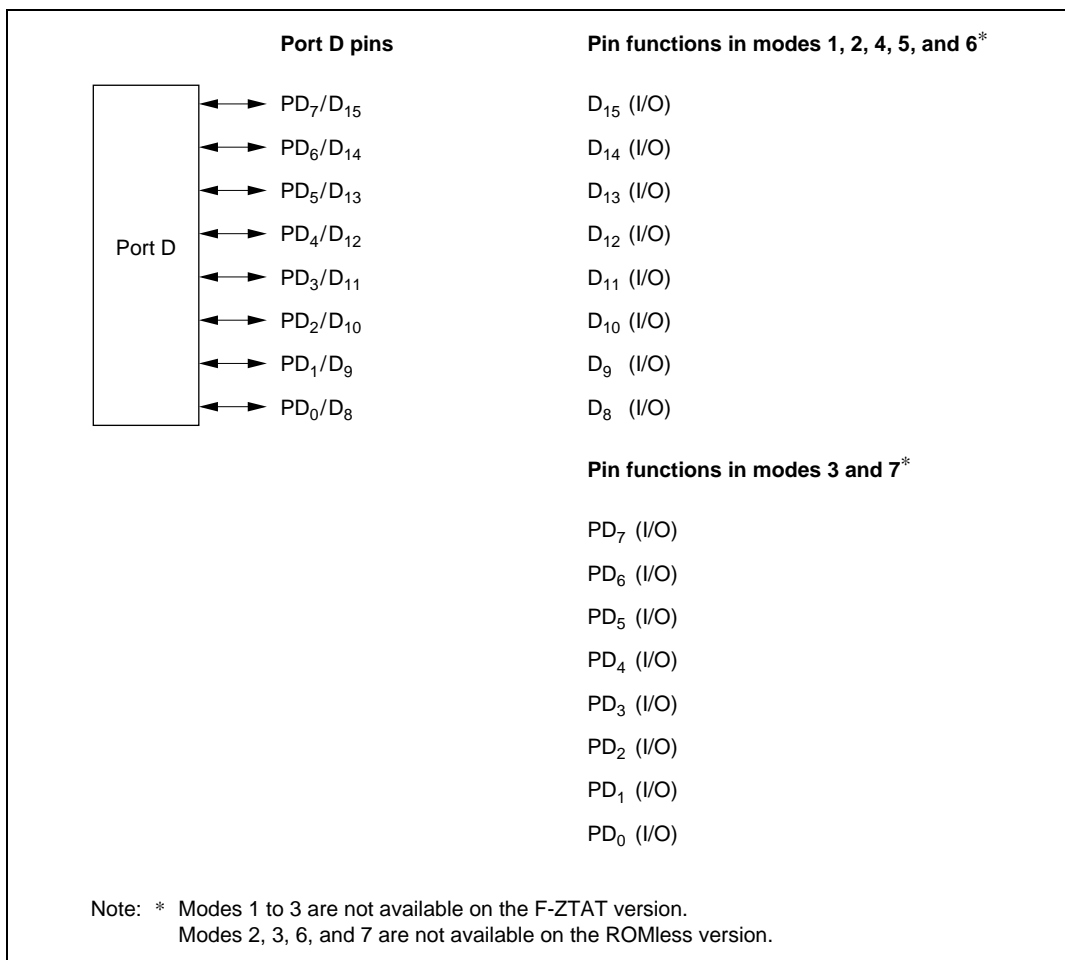 Port D pins Pin functions in modes 1, 2, 4, 5, and 6*
PD7/D15 D15 (I/O)
PD6/D14 D14 (I/O)
PD5/D13 D13 (I/O)
PD4/D12 D12 (I/O)
Port D
PD3/D11 D11 (I/O)
PD2/D10 D10 (I/O)
PD1/D9 D9 (I/O)
PD0/D8 D8 (I/O)
Pin functions in modes 3 and 7*
PD7 (I/O)
PD6 (I/O)
PD5 (I/O)
PD4 (I/O)
PD3 (I/O)
PD2 (I/O)
PD1 (I/O)
PD0 (I/O)
Note: * Modes 1 to 3 are not available on the F-ZTAT version.
Modes 2, 3, 6, and 7 are not available on the ROMless version.